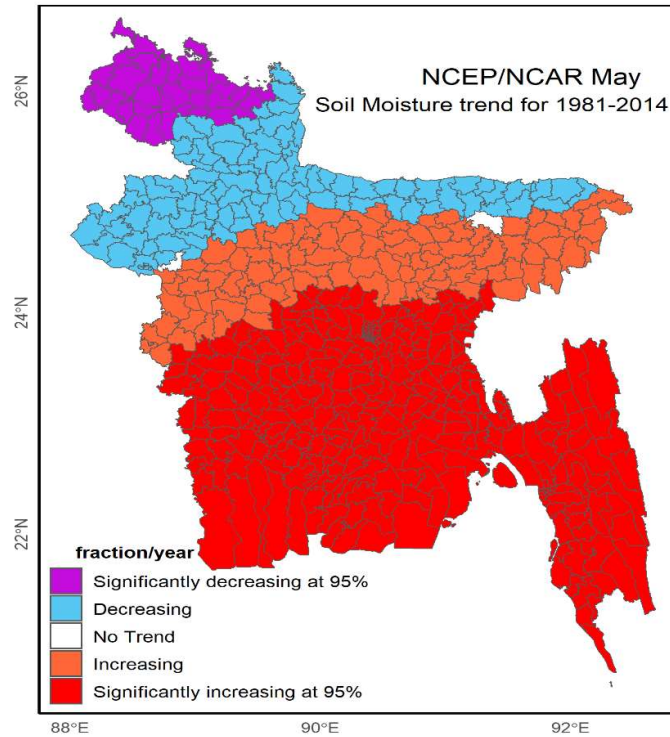 NCEP/NCAR May
Soil Moisture trend for 1981-2014
26°N
24°N
22°N
fraction/year
Significantly decreasing at 95%
Decreasing
No Trend
Increasing
Significantly increasing at 95%
88°E
90°E
92°E